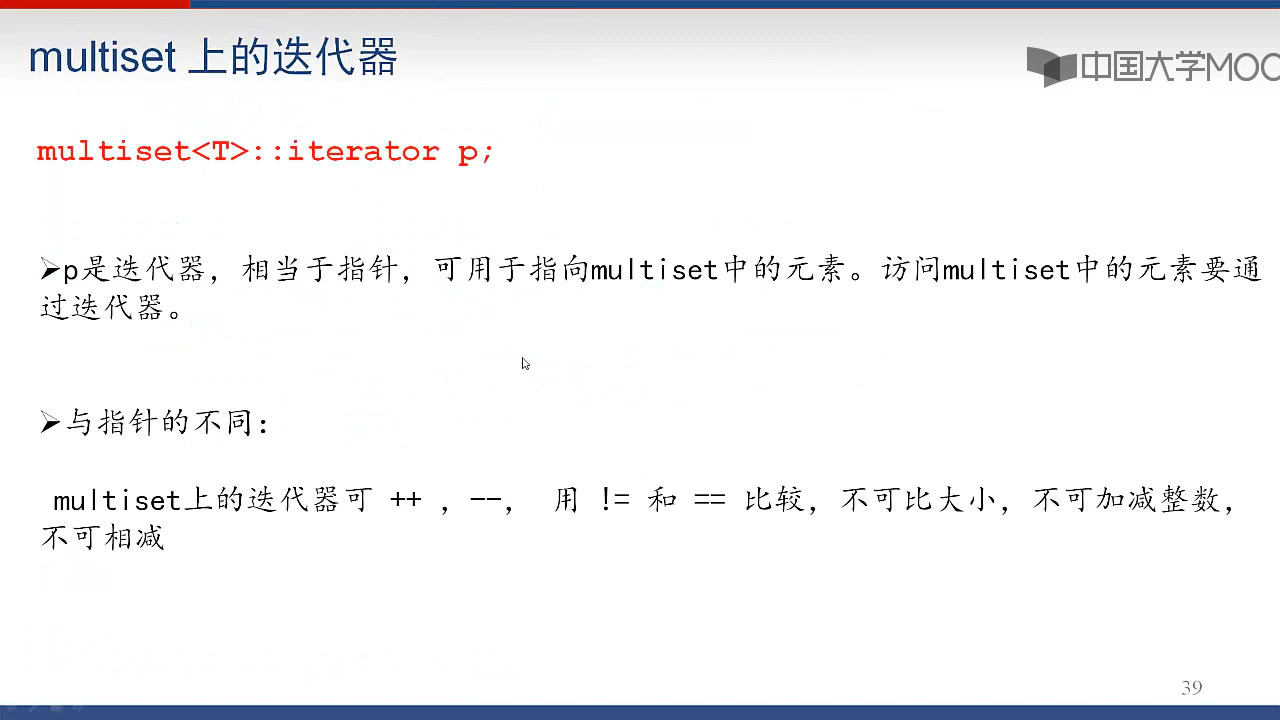 multiset 上的迭代器
中国大学MOO
multiset<T>::iterator p;
➢p是迭代器，相当于指针，可用于指向multiset中的元素。访问multiset中的元素要通
过迭代器。
➢与指针的不同：
multiset上的迭代器可 ++ ，--， 用 != 和 == 比较，不可比大小，不可加减整数，
不可相减
39